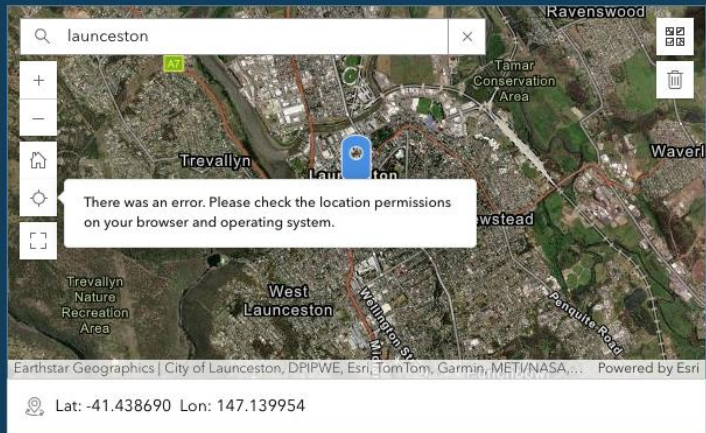 Ravenswood
launceston
A7
Tamar
Conservation
Area
Trevallyn
Waverl
Launceston
There was an error. Please check the location permissions
on your browser and operating system.
ewstead
Trevallyn
Nature
Recreation
Area
West
Launceston
Wellington St
Penquite Road
Earthstar Geographics | City of Launceston, DPIPWE, Esri, TomTom, Garmin, METI/NASA,...
Powered by Esri
Lat: -41.438690 Lon: 147.139954